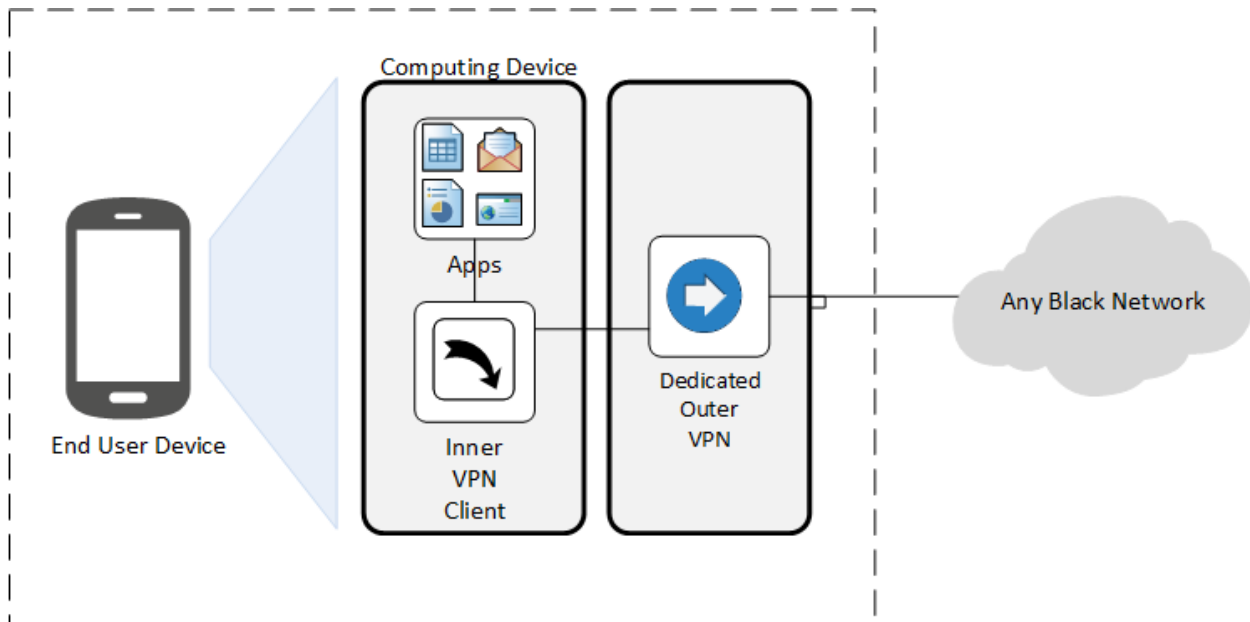 Computing Device
Apps
End User Device
Inner
VPN
Client
Dedicated
Outer
VPN
Any Black Network